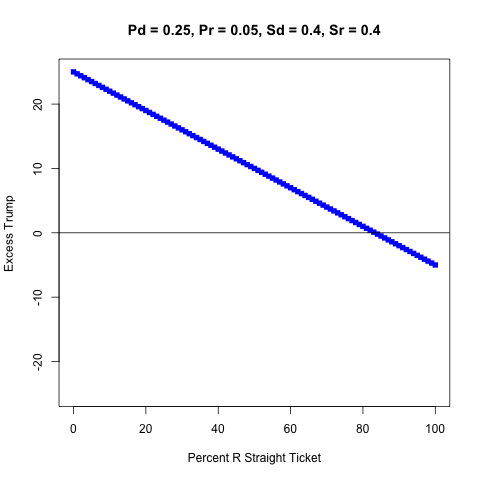 Pd = 0.25, Pr = 0.05, Sd = 0.4, Sr = 0.4
Excess Trump
20
10
0
-10
-20
0 20 40 60 80 100
Percent R Straight Ticket